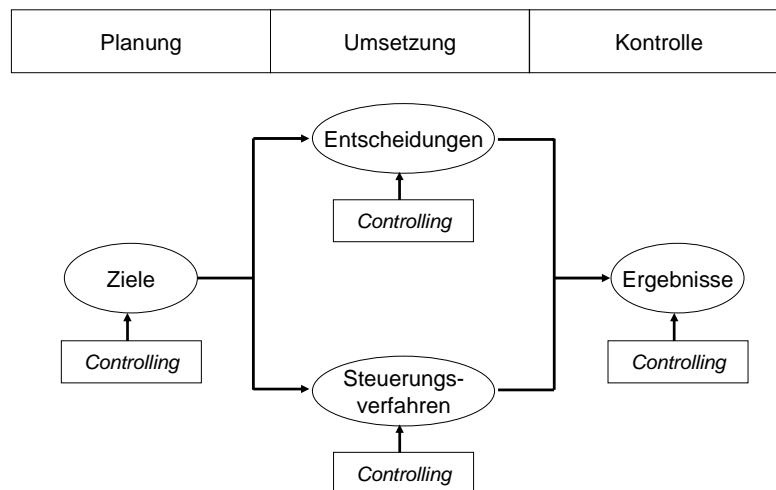 Planung
Umsetzung
Kontrolle
Entscheidungen
Controlling
Ziele
Controlling
Ergebnisse
Controlling
Steuerungs-
verfahren
Controlling